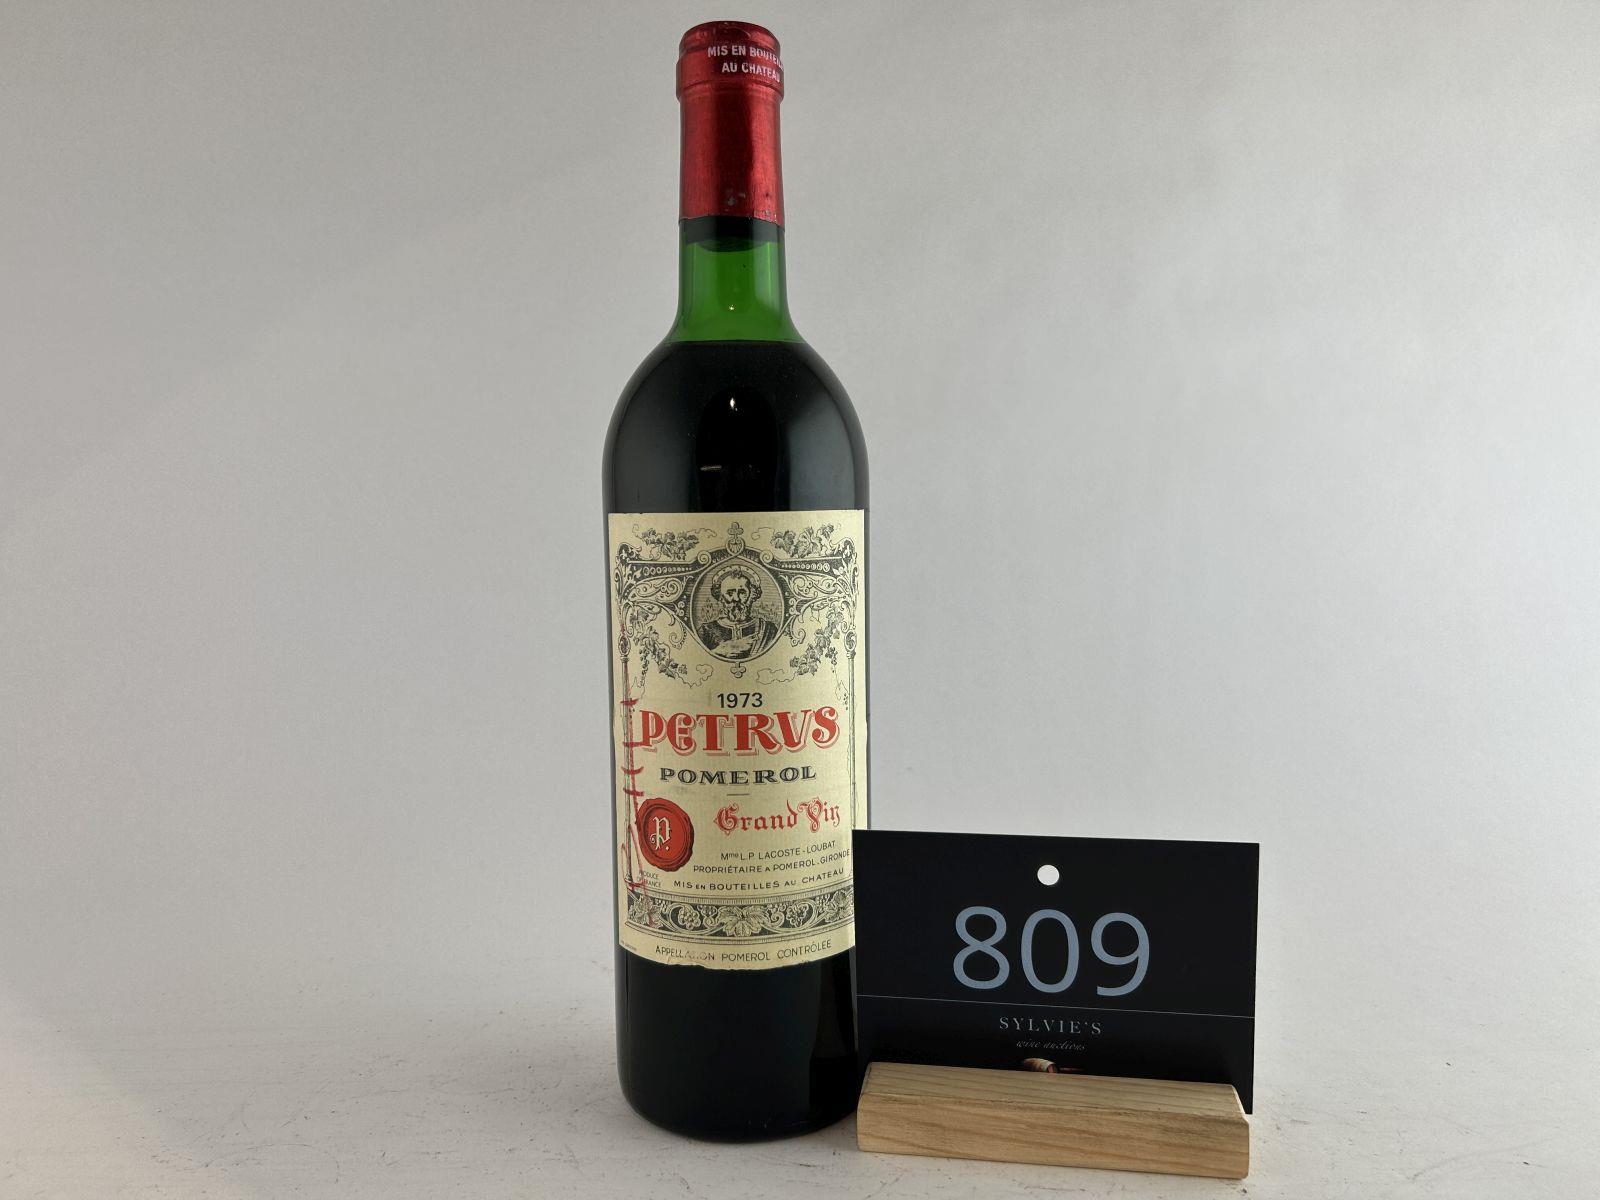 MIS EN BOUTEI
AU CHATEAU
1973
PETRVS
POMEROL
Grand Vin
P.
Mme L.P. LACOSTE-LOUBAT
PROPRIÉTAIRE A POMEROL. GIRONDE
MIS EN BOUTEILLES AU CHATEAU
APPELLATION POMEROL CONTRÔLÉE
809
SYLVIE'S
wine auctions